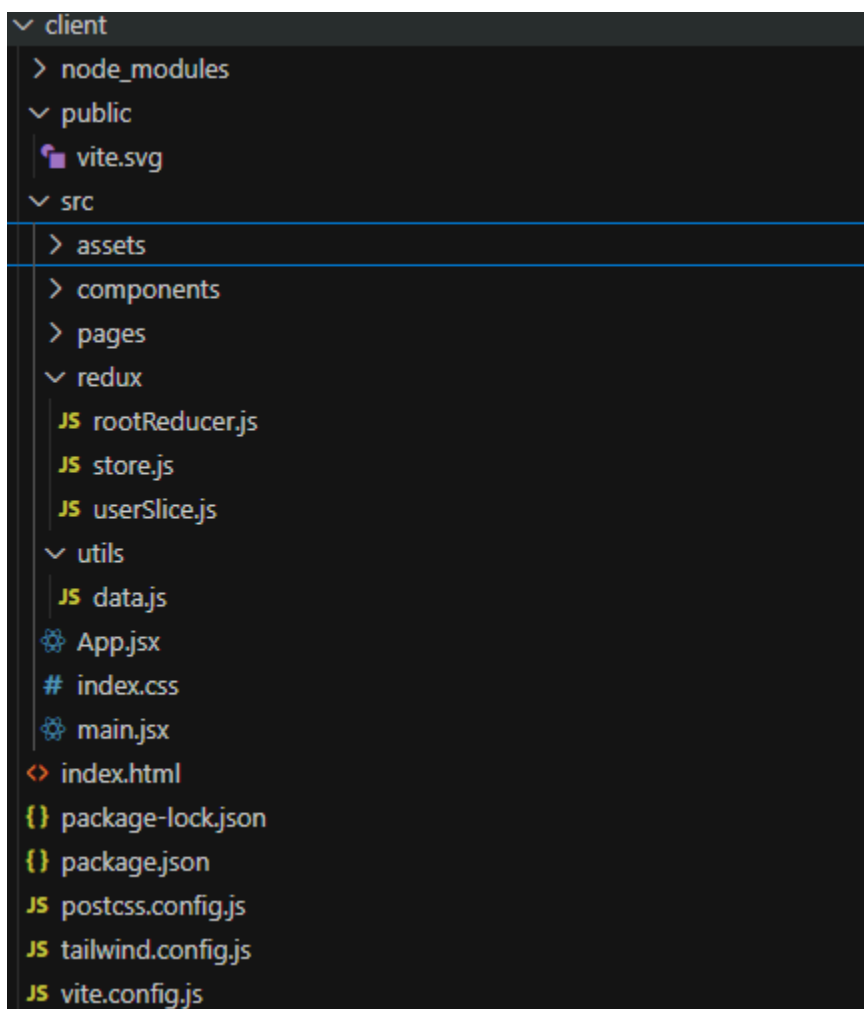 client
node_modules
public
vite.svg
src
assets
components
pages
redux
JS rootReducer.js
JS store.js
JS userSlice.js
utils
JS data.js
App.jsx
# index.css
main.jsx
<> index.html
{} package-lock.json
{} package.json
JS postcss.config.js
JS tailwind.config.js
JS vite.config.js